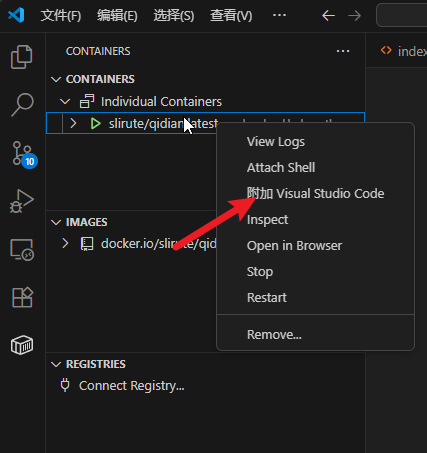 文件(F) 编辑(E) 选择(S) 查看(V) ···
CONTAINERS ···
index
CONTAINERS
Individual Containers
slirute/qidian:latest
View Logs
Attach Shell
附加 Visual Studio Code
Inspect
Open in Browser
Stop
Restart
Remove...
10
IMAGES
docker.io/slirute/qid
REGISTRIES
Connect Registry...